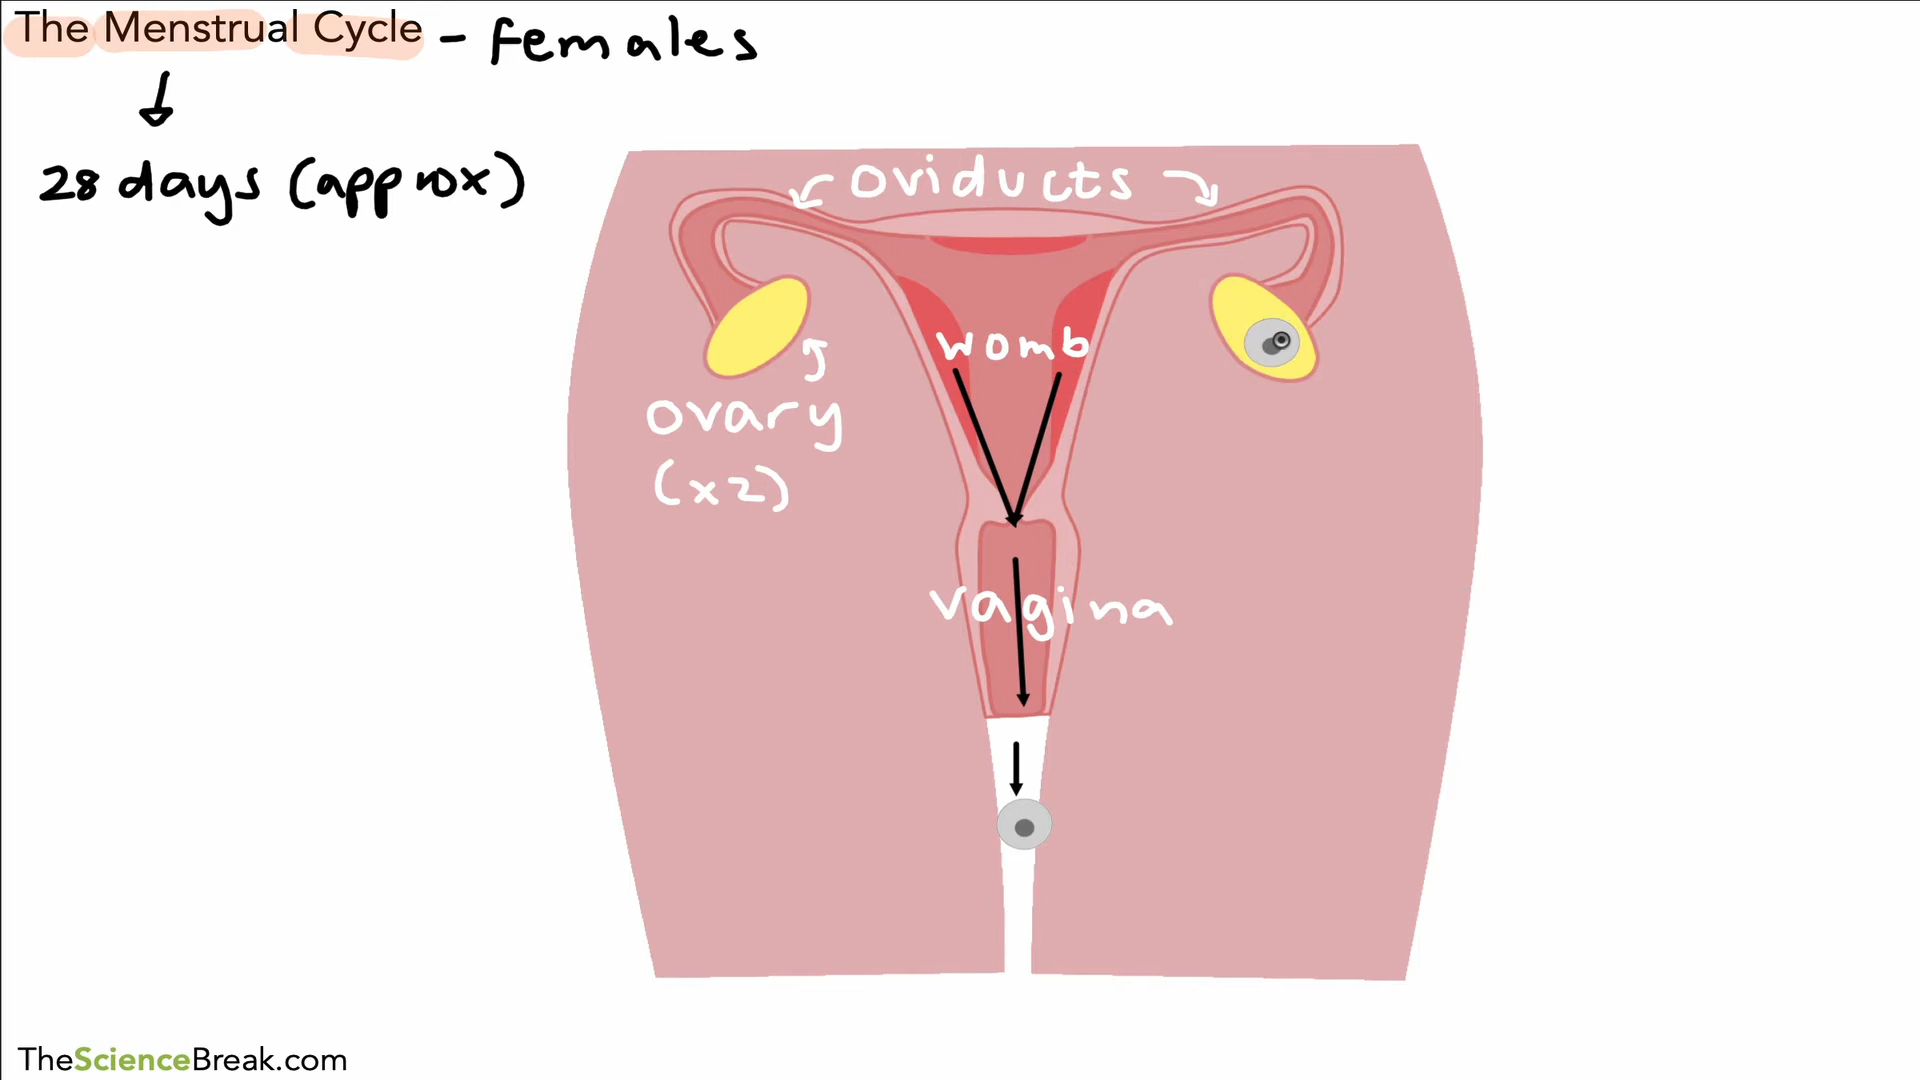 The Menstrual Cycle - females
28 days (approx)
oviducts
womb
ovary
(x2)
vagina
TheScienceBreak.com